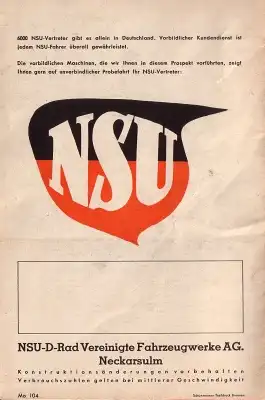 6000 NSU-Vertreter gibt es allein in Deutschland. Vorbildlicher Kundendienst ist
jedem NSU-Fahrer überall gewährleistet.
Die vorbildlichen Maschinen, die wir Ihnen in diesem Prospekt vorführten, zeigt
Ihnen gern auf unverbindlicher Probefahrt Ihr NSU-Vertreter:
NSU
NSU-D-Rad Vereinigte Fahrzeugwerke AG.
Neckarsulm
Konstruktionsänderungen vorbehalten
Verbrauchszahlen gelten bei mittlerer Geschwindigkeit
Mo. 104.